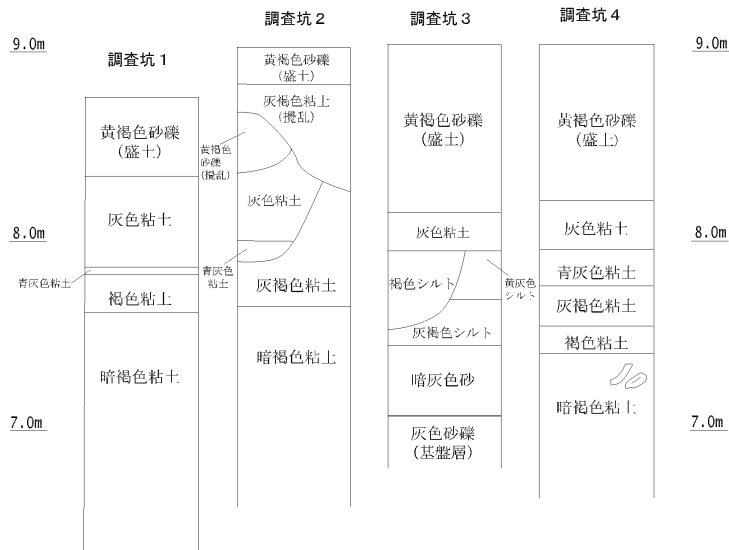 調査坑1
調査坑2
調査坑3
調査坑4
9.0m
9.0m
8.0m
8.0m
7.0m
7.0m
黄褐色砂礫
(盛土)
灰色粘土
青灰色粘土
褐色粘土
暗褐色粘土
黄褐色砂礫
(盛土)
灰褐色粘土
(攪乱)
黄褐色
砂礫
(攪乱)
灰色粘土
青灰色
粘土
灰褐色粘土
暗褐色粘土
黄褐色砂礫
(盛土)
灰色粘土
褐色シルト
黄灰色
シルト
灰褐色シルト
暗灰色砂
灰色砂礫
(基盤層)
黄褐色砂礫
(盛土)
灰色粘土
青灰色粘土
灰褐色粘土
褐色粘土
暗褐色粘土